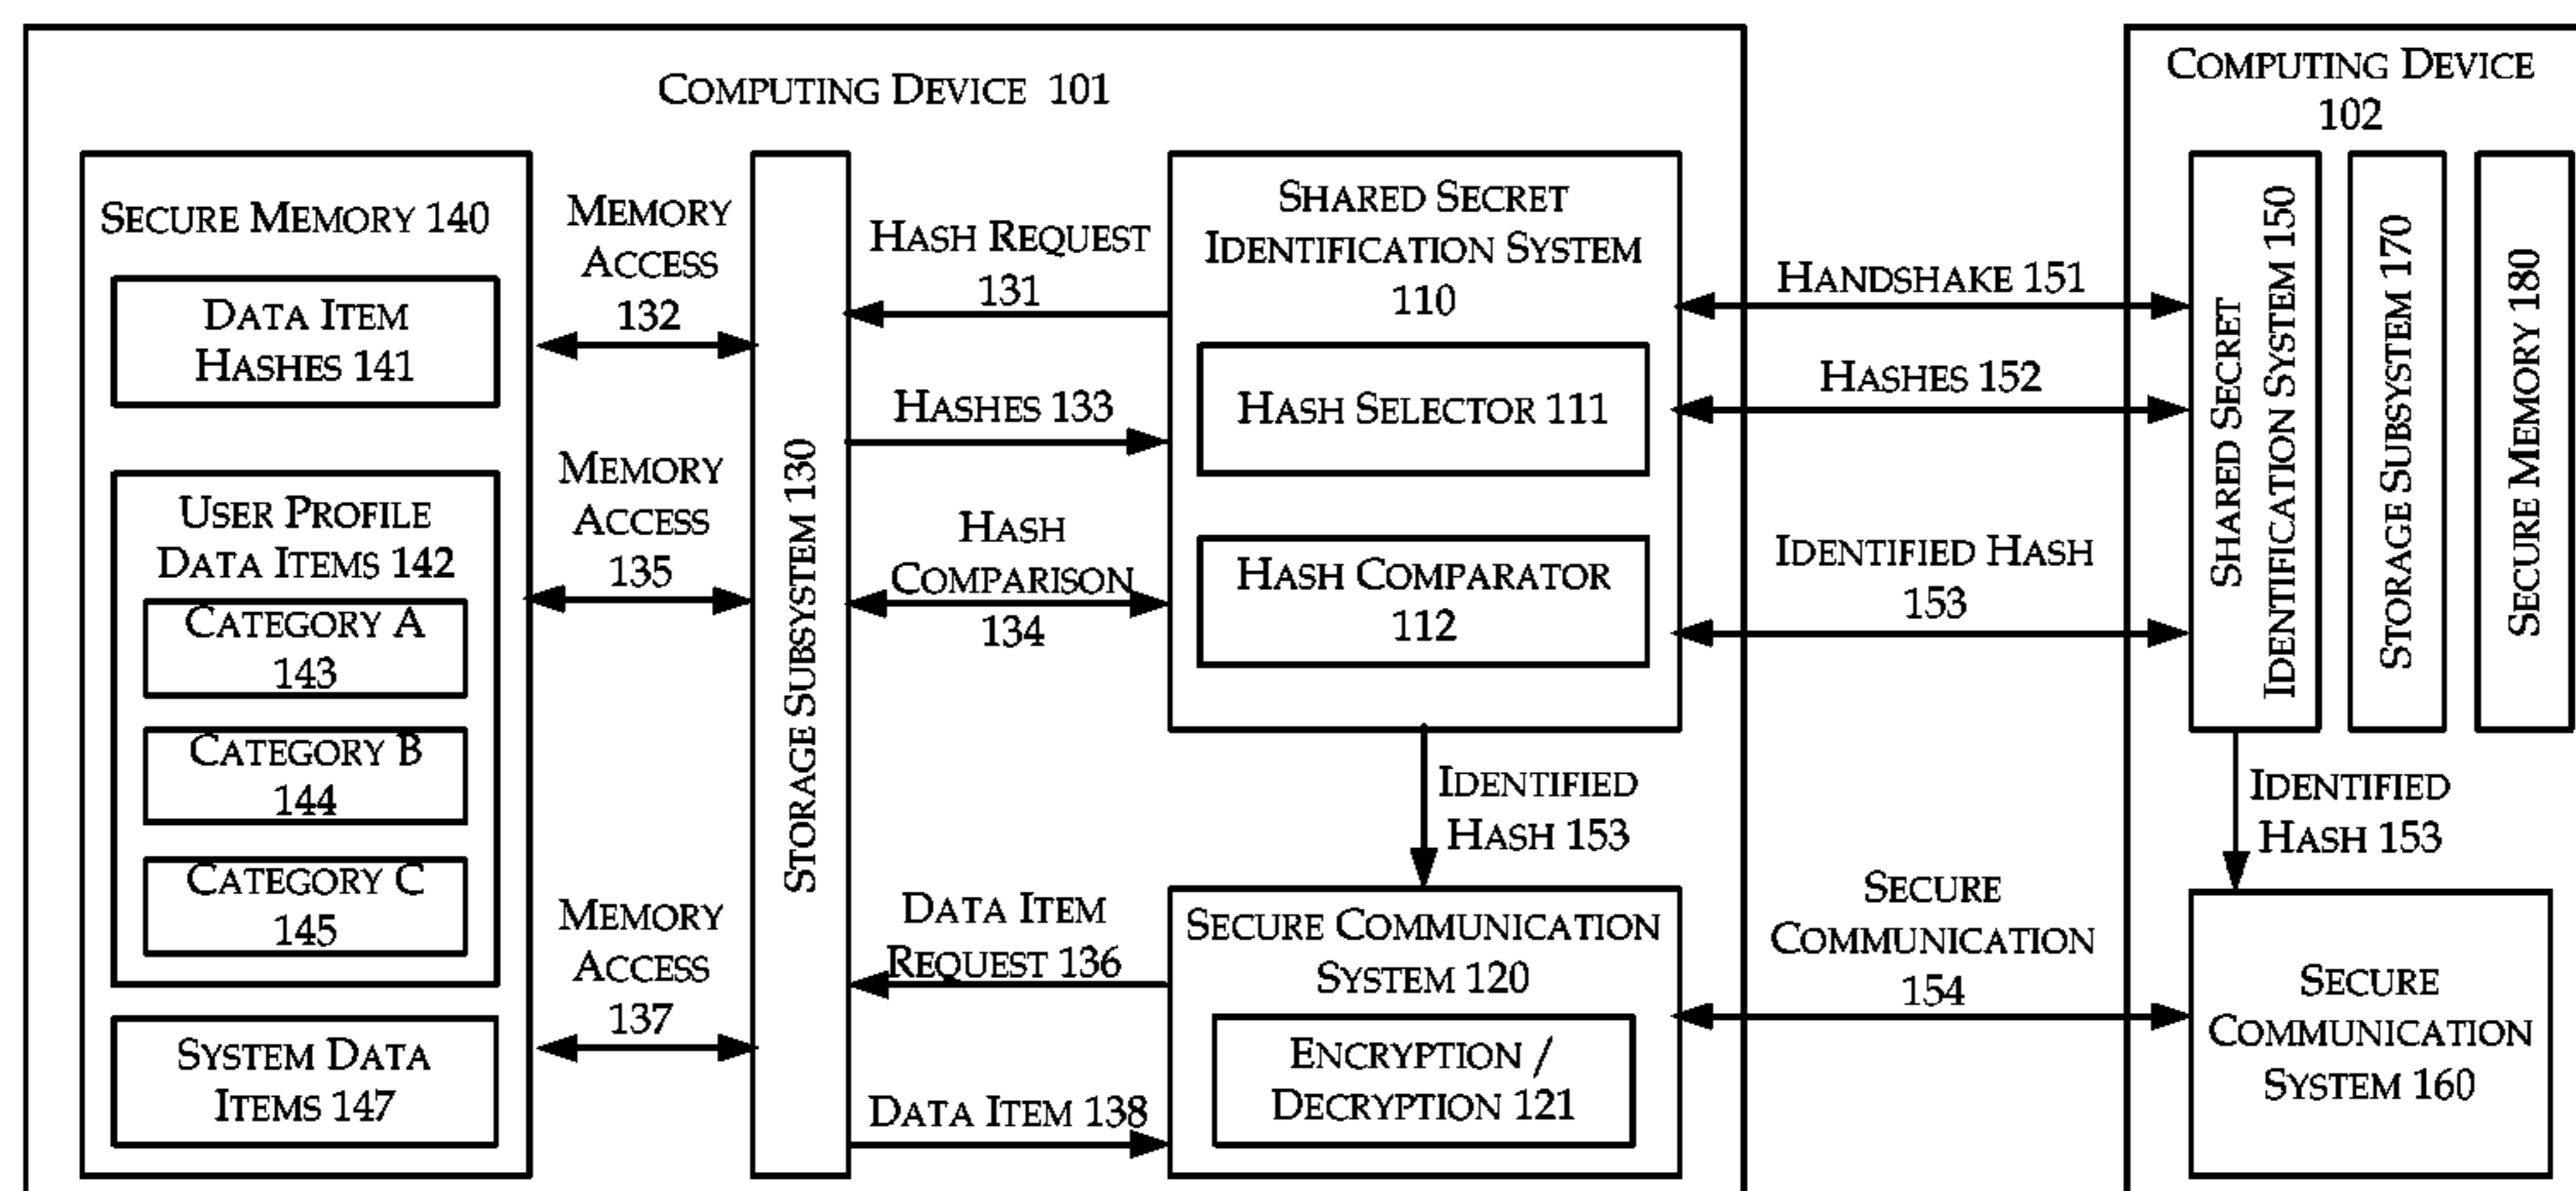 COMPUTING DEVICE 101
SECURE MEMORY 140
DATA ITEM
HASHES 141
USER PROFILE
DATA ITEMS 142
CATEGORY A
143
CATEGORY B
144
CATEGORY C
145
SYSTEM DATA
ITEMS 147
MEMORY
ACCESS
132
MEMORY
ACCESS
135
MEMORY
ACCESS
137
STORAGE SUBSYSTEM 130
HASH REQUEST
131
HASHES 133
HASH
COMPARISON
134
DATA ITEM
REQUEST 136
DATA ITEM 138
SHARED SECRET
IDENTIFICATION SYSTEM
110
HASH SELECTOR 111
HASH COMPARATOR
112
IDENTIFIED
HASH 153
SECURE COMMUNICATION
SYSTEM 120
ENCRYPTION /
DECRYPTION 121
HANDSHAKE 151
HASHES 152
IDENTIFIED HASH
153
SECURE
COMMUNICATION
154
COMPUTING DEVICE
102
SHARED SECRET
IDENTIFICATION SYSTEM 150
STORAGE SUBSYSTEM 170
SECURE MEMORY 180
IDENTIFIED
HASH 153
SECURE
COMMUNICATION
SYSTEM 160